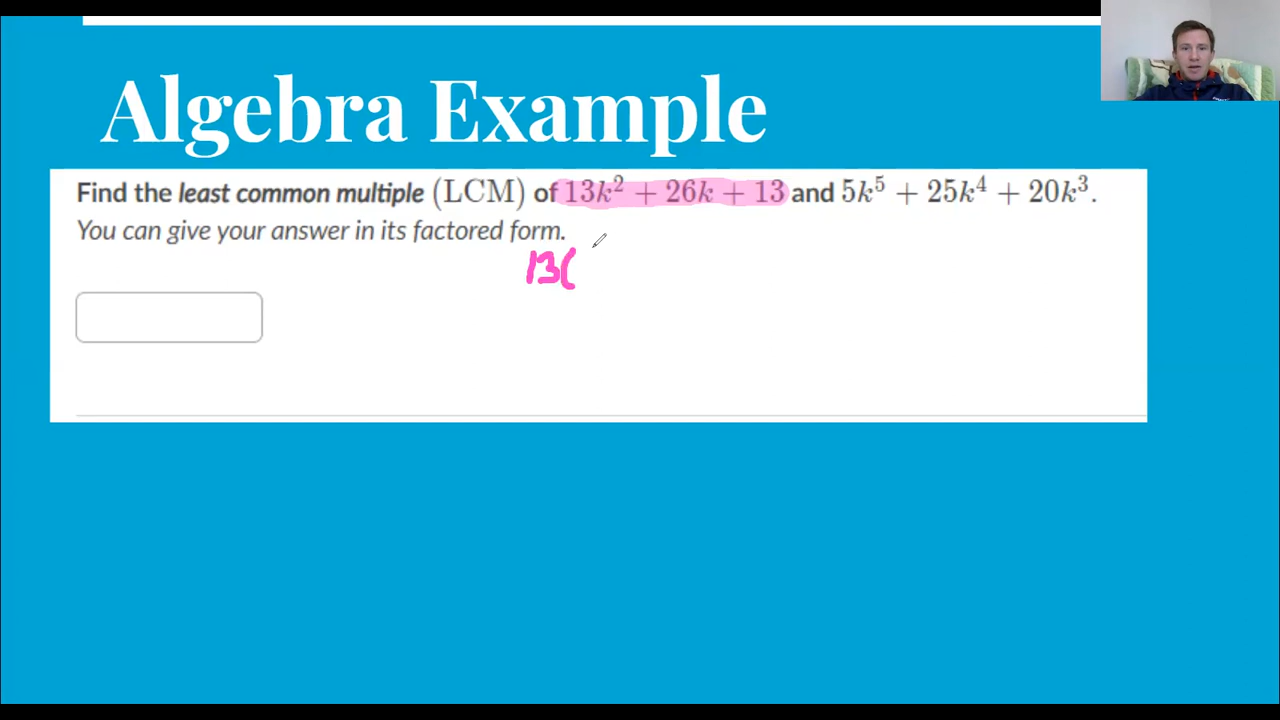 Algebra Example
Find the least common multiple (LCM) of 13k² + 26k + 13 and 5k⁵ + 25k⁴ + 20k³.
You can give your answer in its factored form.
13(